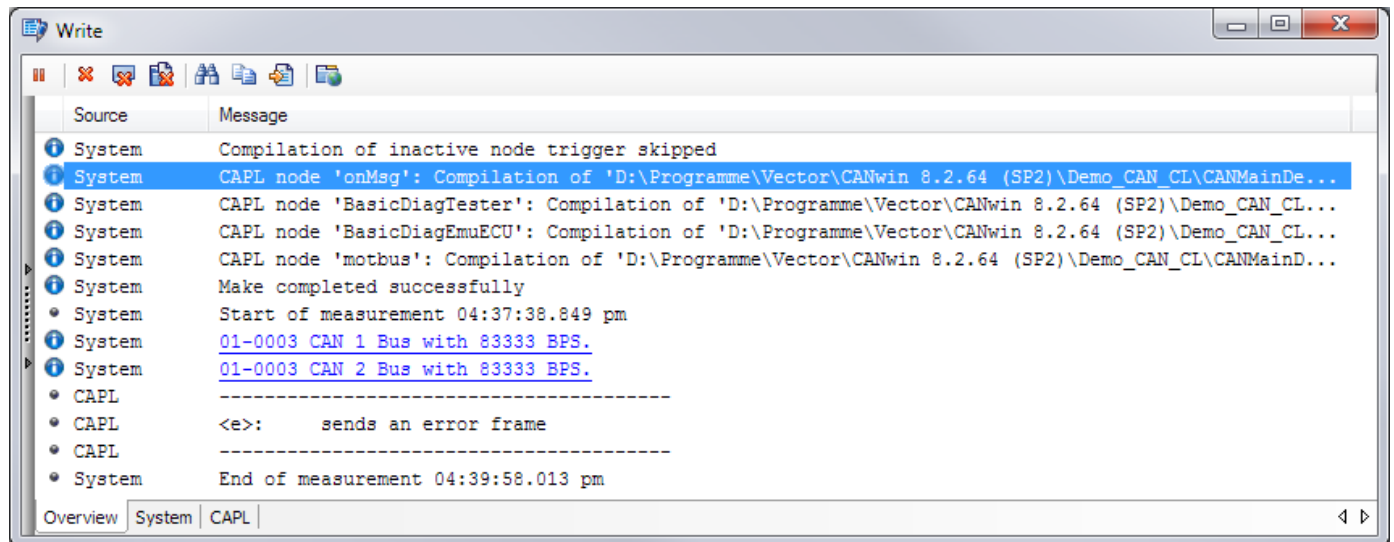 Write
Source Message
System Compilation of inactive node trigger skipped
System CAPL node 'onMsg': Compilation of 'D:\Programme\Vector\CANwin 8.2.64 (SP2)\Demo_CAN_CL\CANMainDe...
System CAPL node 'BasicDiagTester': Compilation of 'D:\Programme\Vector\CANwin 8.2.64 (SP2)\Demo_CAN_CL...
System CAPL node 'BasicDiagEmuECU': Compilation of 'D:\Programme\Vector\CANwin 8.2.64 (SP2)\Demo_CAN_CL...
System CAPL node 'motbus': Compilation of 'D:\Programme\Vector\CANwin 8.2.64 (SP2)\Demo_CAN_CL\CANMainD...
System Make completed successfully
System Start of measurement 04:37:38.849 pm
System 01-0003 CAN 1 Bus with 83333 BPS.
System 01-0003 CAN 2 Bus with 83333 BPS.
CAPL ----------------------------------------
CAPL <e>: sends an error frame
CAPL ----------------------------------------
System End of measurement 04:39:58.013 pm
Overview System CAPL